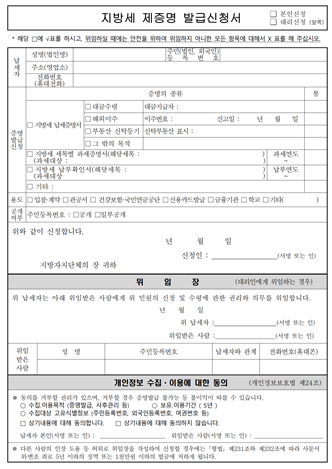 지방세 제증명 발급신청서
□ 본인신청
□ 대리신청 (량쪽)
* 해당 □에 √표를 하시고, 위임하실 때에는 안전을 위하여 위임하지 아니한 모든 항목에 대해서 X 표를 해 주십시오.
납세자
성명(법인명)
주민(법인, 외국인)
등 록 번 호
주소(영업소)
전화번호
(휴대전화)
증명발급신청
증명의 종류
통
□ 지방세 납세증명서
□ 대금수령
대금지급자 :
□ 해외이주
이주번호 : 신고일 : 년 월 일
□ 부동산 신탁등기
신탁부동산 표시 :
□ 그 밖의 목적
□ 지방세 세목별 과세증명서(해당세목 : )
(과세대상 : )
과세연도
~
□ 지방세 납부확인서(해당세목 : )
(과세대상 )
납부연도
~
□ 기타 :
용도
□ 입찰·계약 □ 관공서 □ 건강보험·국민연금공단 □ 신용카드발급 □ 금융기관 □ 학교 □ 기타( )
공개여부
주민등록번호 : □ 공개 □ 일부공개
위와 같이 신청합니다.
년 월 일
신청인 : (서명 또는 인)
지방자치단체의 장 귀하
위 임 장
(대리인에게 위임하는 경우)
위 납세자는 아래 위임받은 사람에게 위 민원의 신청 및 수령에 관한 권리와 의무를 위임합니다.
년 월 일
위 납세자 : (서명 또는 인)
위임받은 사람 : (서명 또는 인)
위임받은 사람
성 명
주민등록번호
납세자와 관계
전화번호(휴대폰)
개인정보 수집·이용에 대한 동의
(개인정보보호법 제24조)
※ 동의를 거부할 권리가 있으며, 거부할 경우 증명발급 불가능 등 불이익이 따를 수 있습니다.
○ 수집·이용목적 (증명발급, 사후관리 등) ○ 보유·이용기간 ( 5년 )
○ 수집대상 고유식별정보 (주민등록번호, 외국인등록번호, 여권번호 등)
□ 상기내용에 대해 동의합니다. □ 상기내용에 대해 동의하지 않습니다.
납세자 본인(서명 또는 인) : 위임받은 사람(서명 또는 인) :
※ 다른 사람의 인장 도용 등 허위로 위임장을 작성하여 신청할 경우에는 「형법」 제231조와 제232조에 따라 사문서
위·변조 죄로 5년 이하의 징역 또는 1천만원 이하의 벌금에 처하게 됩니다.